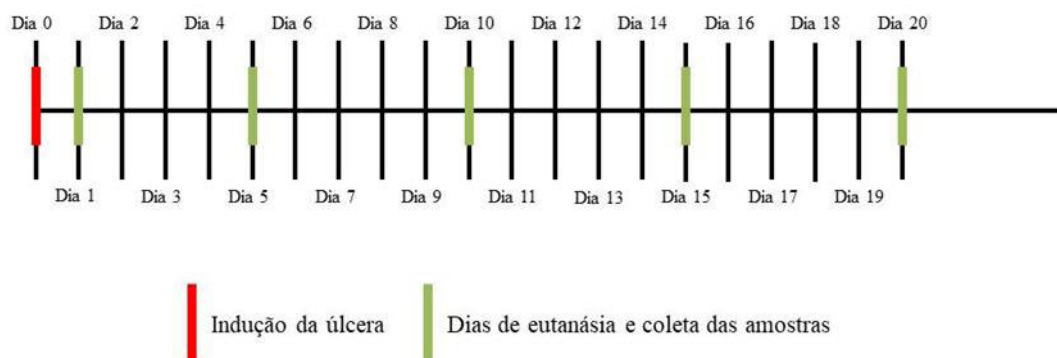 Dia 0 Dia 2 Dia 4 Dia 6 Dia 8 Dia 10 Dia 12 Dia 14 Dia 16 Dia 18 Dia 20
Dia 1 Dia 3 Dia 5 Dia 7 Dia 9 Dia 11 Dia 13 Dia 15 Dia 17 Dia 19
Indução da úlcera Dias de eutanásia e coleta das amostras